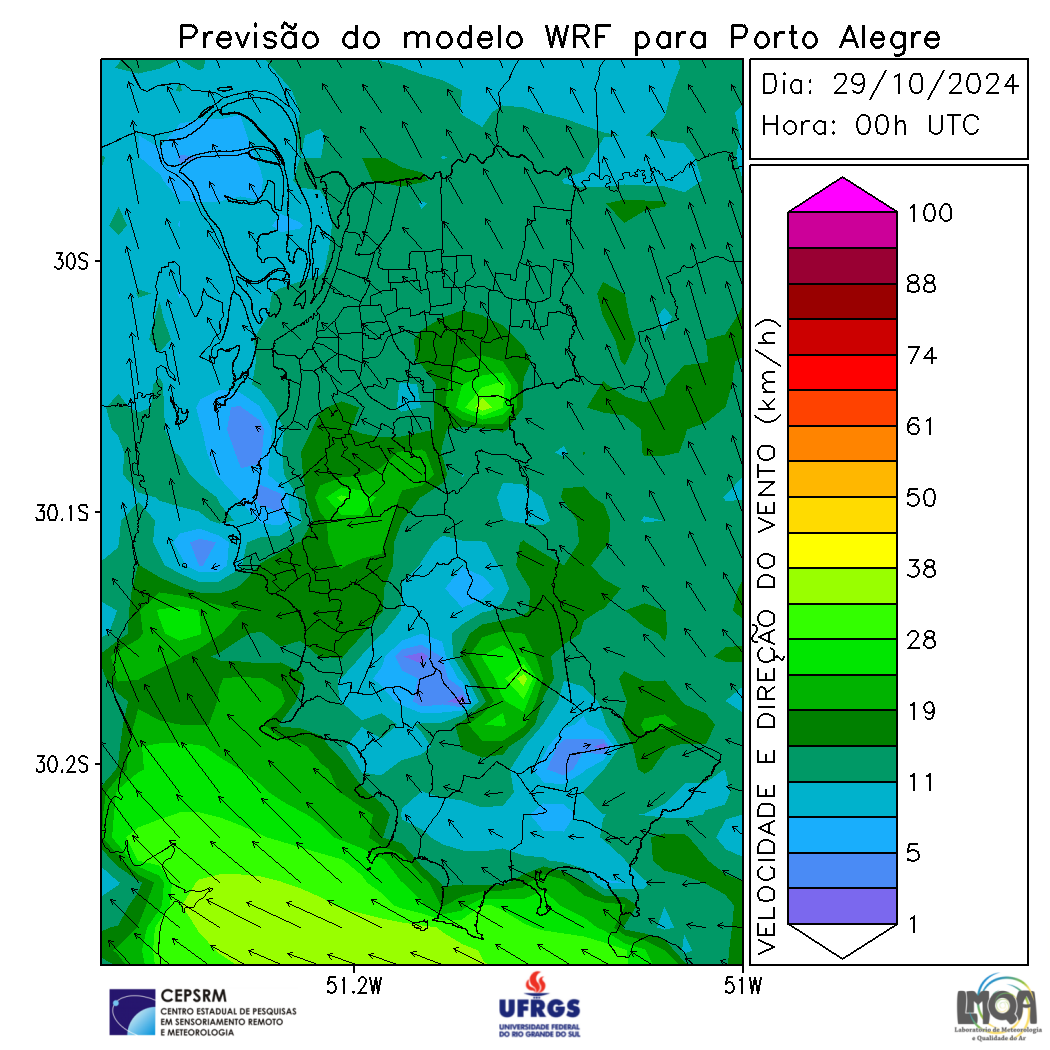 Previsão do modelo WRF para Porto Alegre
Dia: 29/10/2024
Hora: 00h UTC
30S
30.1S
30.2S
51.2W
51W
VELOCIDADE E DIREÇÃO DO VENTO (km/h)
100
88
74
61
50
38
28
19
11
5
1
CEPSRM
CENTRO ESTADUAL DE PESQUISAS
EM SENSORIAMENTO REMOTO
E METEOROLOGIA
UFRGS
UNIVERSIDADE FEDERAL
DO RIO GRANDE DO SUL
LMQA
Laboratório de Meteorologia
e Qualidade do Ar